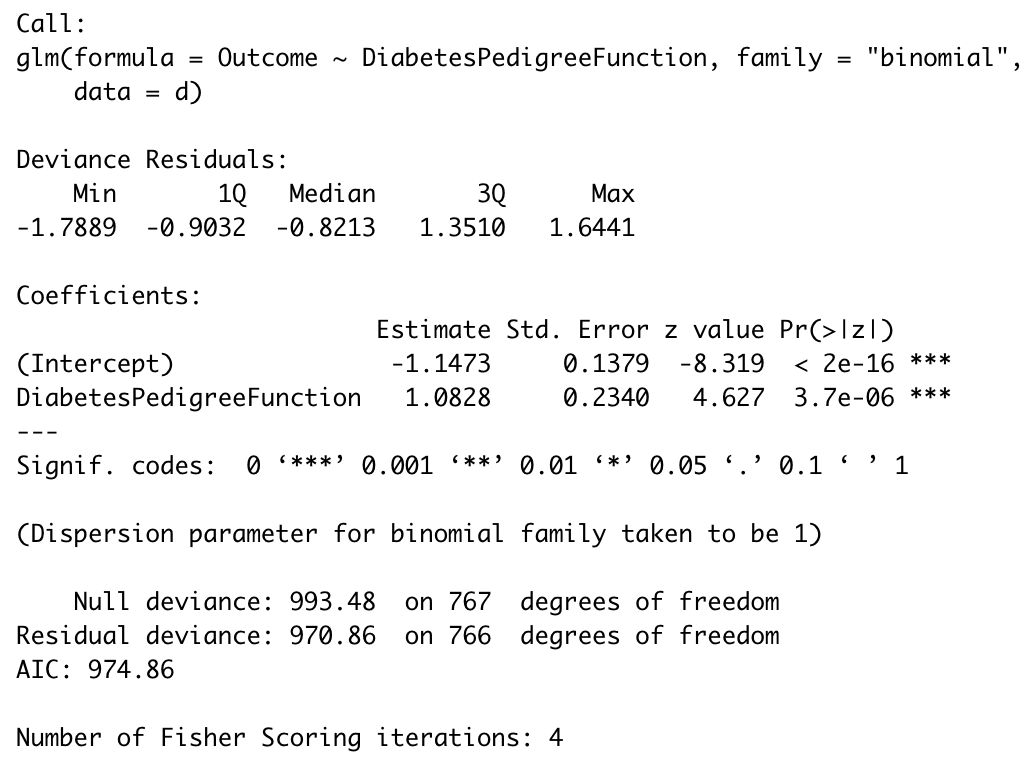 Call:
glm(formula = Outcome ~ DiabetesPedigreeFunction, family = "binomial",
    data = d)

Deviance Residuals:
    Min       1Q   Median       3Q      Max
-1.7889  -0.9032  -0.8213   1.3510   1.6441

Coefficients:
                         Estimate Std. Error z value Pr(>|z|)
(Intercept)               -1.1473     0.1379  -8.319  < 2e-16 ***
DiabetesPedigreeFunction   1.0828     0.2340   4.627  3.7e-06 ***
---
Signif. codes:  0 ‘***’ 0.001 ‘**’ 0.01 ‘*’ 0.05 ‘.’ 0.1 ‘ ’ 1

(Dispersion parameter for binomial family taken to be 1)

    Null deviance: 993.48  on 767  degrees of freedom
Residual deviance: 970.86  on 766  degrees of freedom
AIC: 974.86

Number of Fisher Scoring iterations: 4